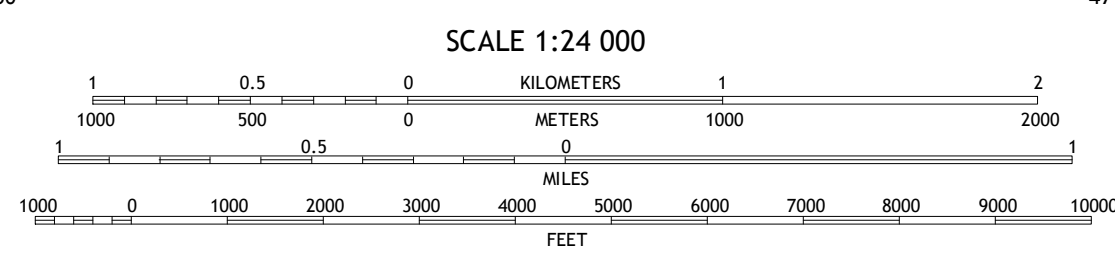 SCALE 1:24 000
1 0.5 0 KILOMETERS 1 2
1000 500 0 METERS 1000 2000
1 0.5 0 1
MILES
1000 0 1000 2000 3000 4000 5000 6000 7000 8000 9000 10000
FEET